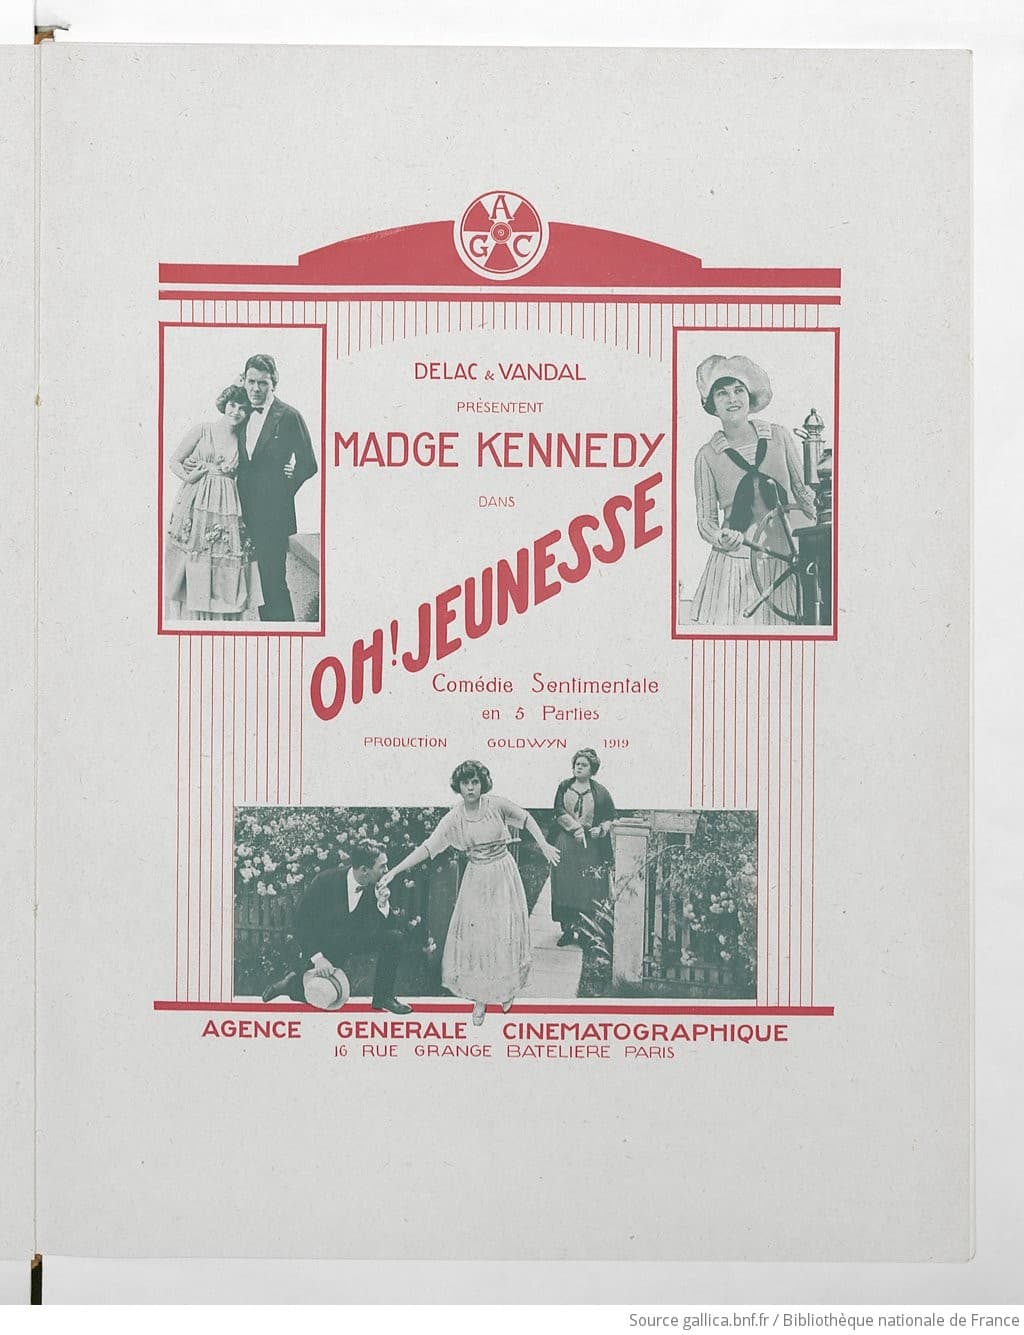 A
G C
DELAC & VANDAL
PRÉSENTENT
MADGE KENNEDY
DANS
OH! JEUNESSE
Comédie Sentimentale
en 5 Parties
PRODUCTION GOLDWYN 1919
AGENCE GENERALE CINEMATOGRAPHIQUE
16 RUE GRANGE BATELIERE PARIS
Source gallica.bnf.fr / Bibliothèque nationale de France